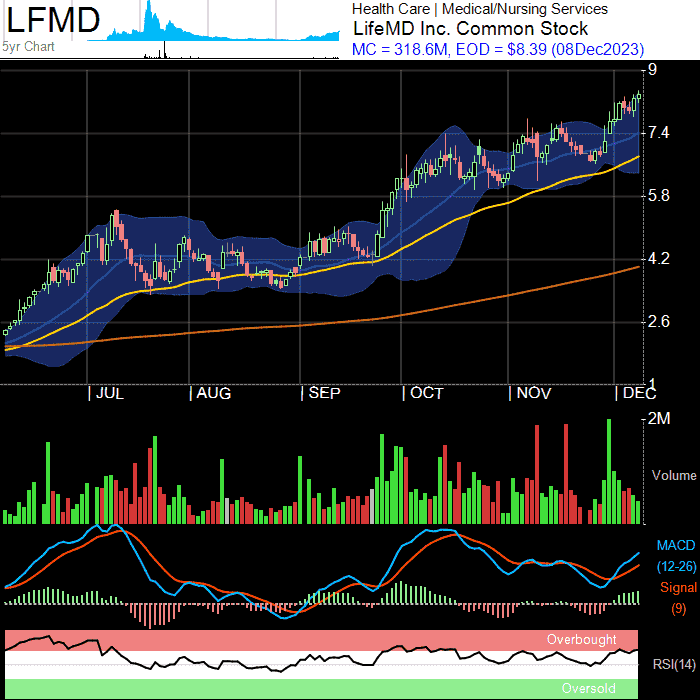 LFMD
5yr Chart
Health Care | Medical/Nursing Services
LifeMD Inc. Common Stock
MC = 318.6M, EOD = $8.39 (08Dec2023)
9
7.4
5.8
4.2
2.6
1
| JUL | AUG | SEP | OCT | NOV | DEC
2M
Volume
MACD
(12-26)
Signal
(9)
Overbought
RSI(14)
Oversold